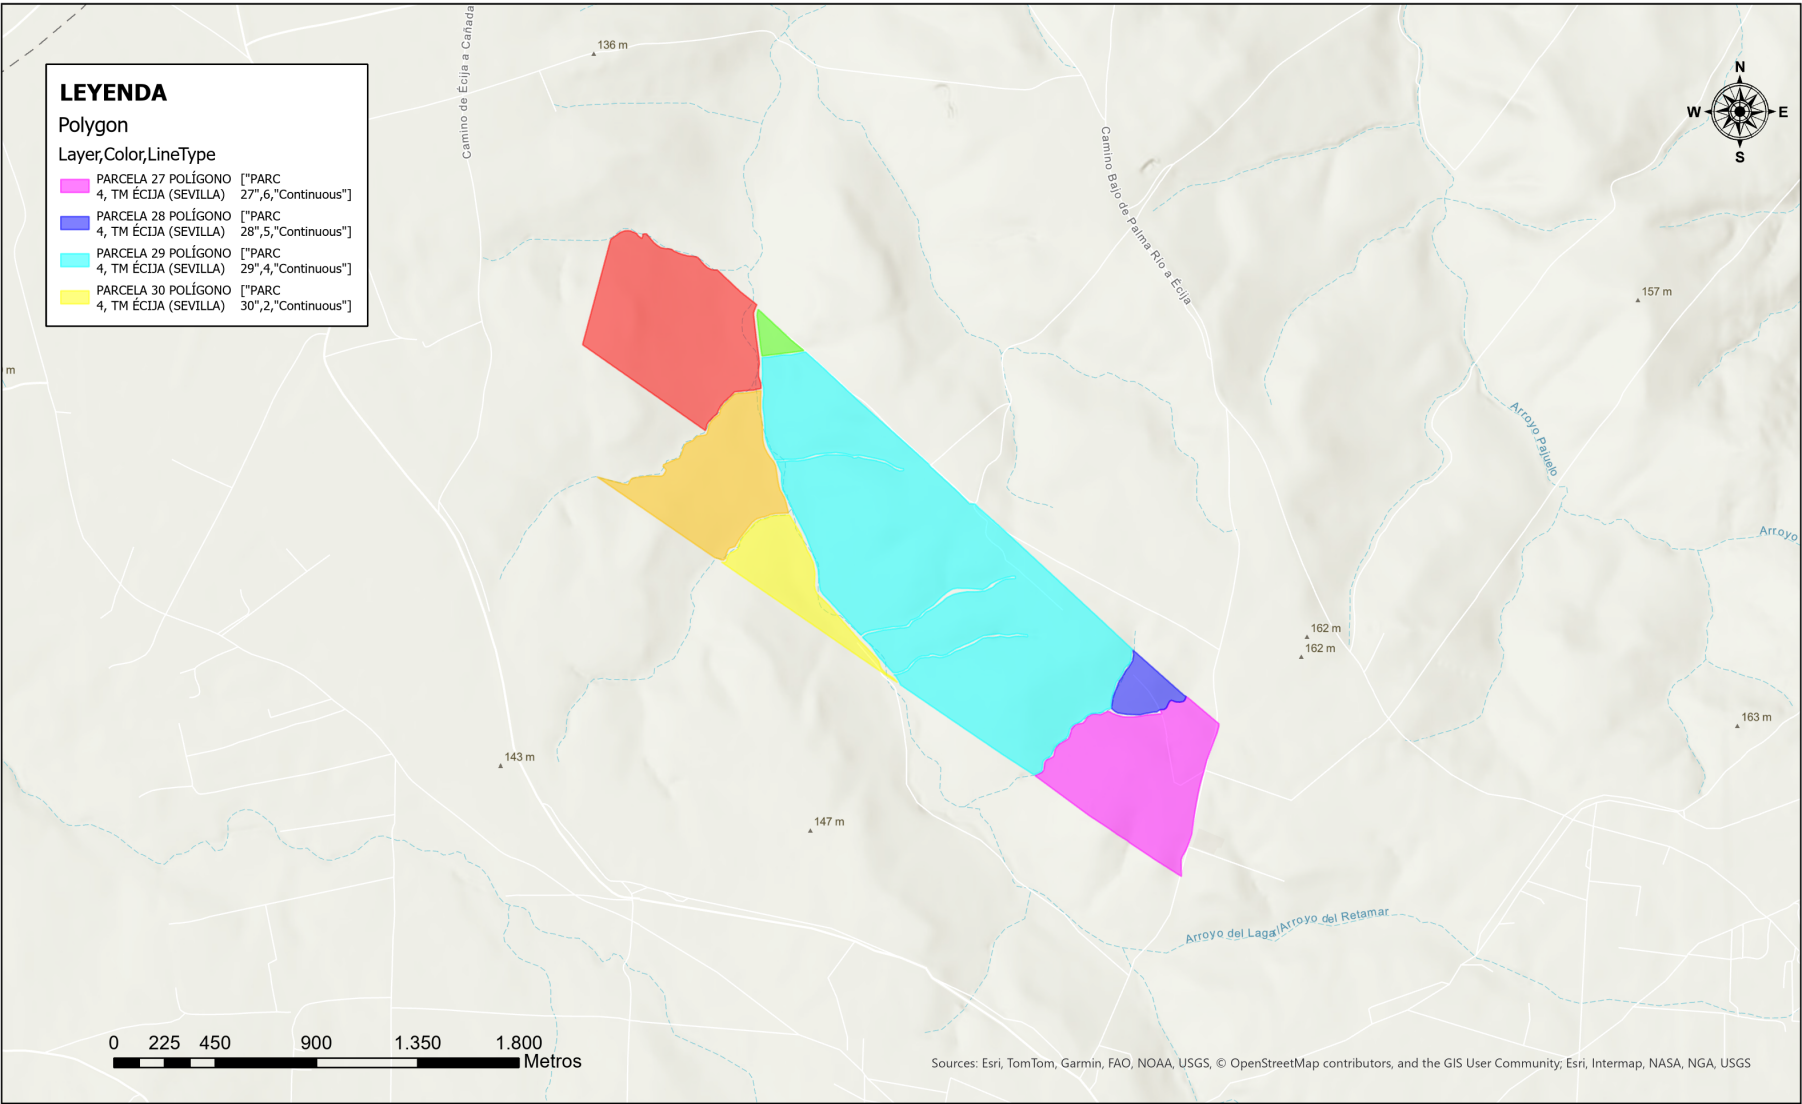 136 m
Camino de Écija a Cañada
N
W E
S
LEYENDA
Polygon
Layer,Color,LineType
PARCELA 27 POLÍGONO ["PARC
4, TM ÉCIJA (SEVILLA) 27",6,"Continuous"]
PARCELA 28 POLÍGONO ["PARC
4, TM ÉCIJA (SEVILLA) 28",5,"Continuous"]
PARCELA 29 POLÍGONO ["PARC
4, TM ÉCIJA (SEVILLA) 29",4,"Continuous"]
PARCELA 30 POLÍGONO ["PARC
4, TM ÉCIJA (SEVILLA) 30",2,"Continuous"]
Camino Bajo de Palma Río a Écija
157 m
m
Arroyo Pajuelo
Arroyo
162 m
162 m
163 m
143 m
147 m
Arroyo del Lagar
Arroyo del Retamar
0 225 450 900 1.350 1.800
Metros
Sources: Esri, TomTom, Garmin, FAO, NOAA, USGS, © OpenStreetMap contributors, and the GIS User Community; Esri, Intermap, NASA, NGA, USGS